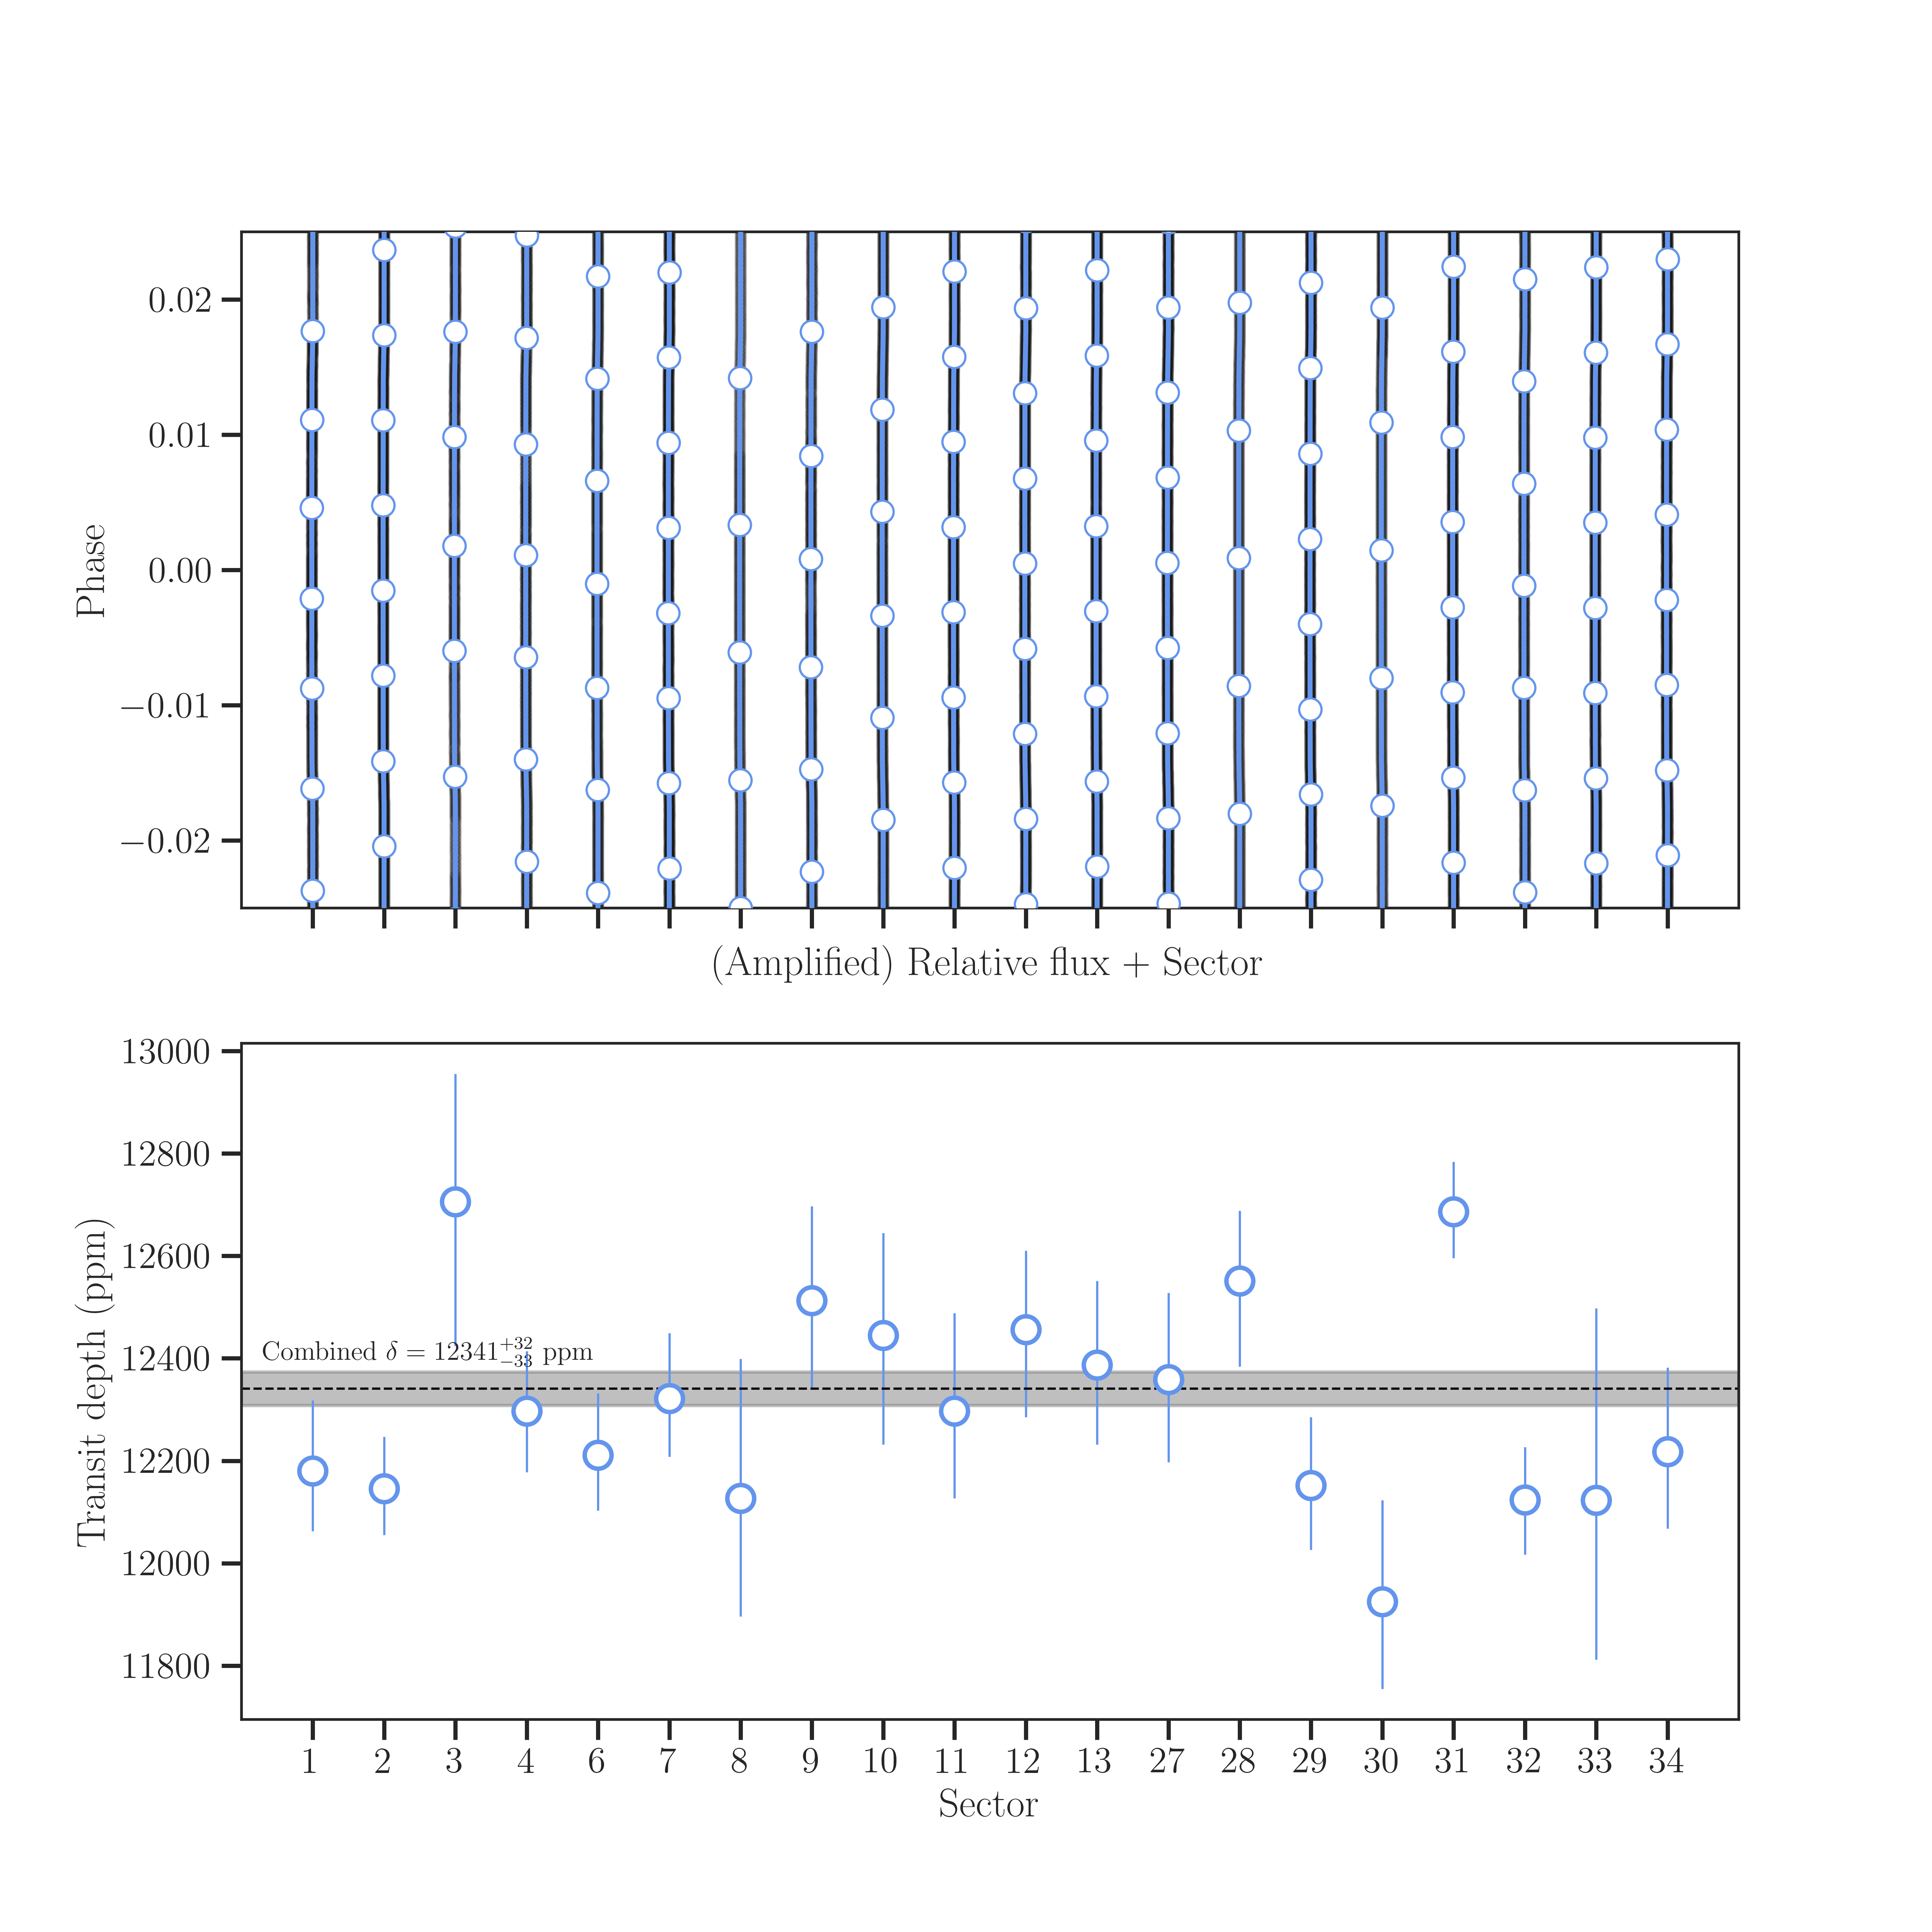 0.02
0.01
0.00
−0.01
−0.02
Phase
(Amplified) Relative flux + Sector
13000
12800
12600
12400
12200
12000
11800
Transit depth (ppm)
Combined δ = 12341+32−33 ppm
1 2 3 4 6 7 8 9 10 11 12 13 27 28 29 30 31 32 33 34
Sector